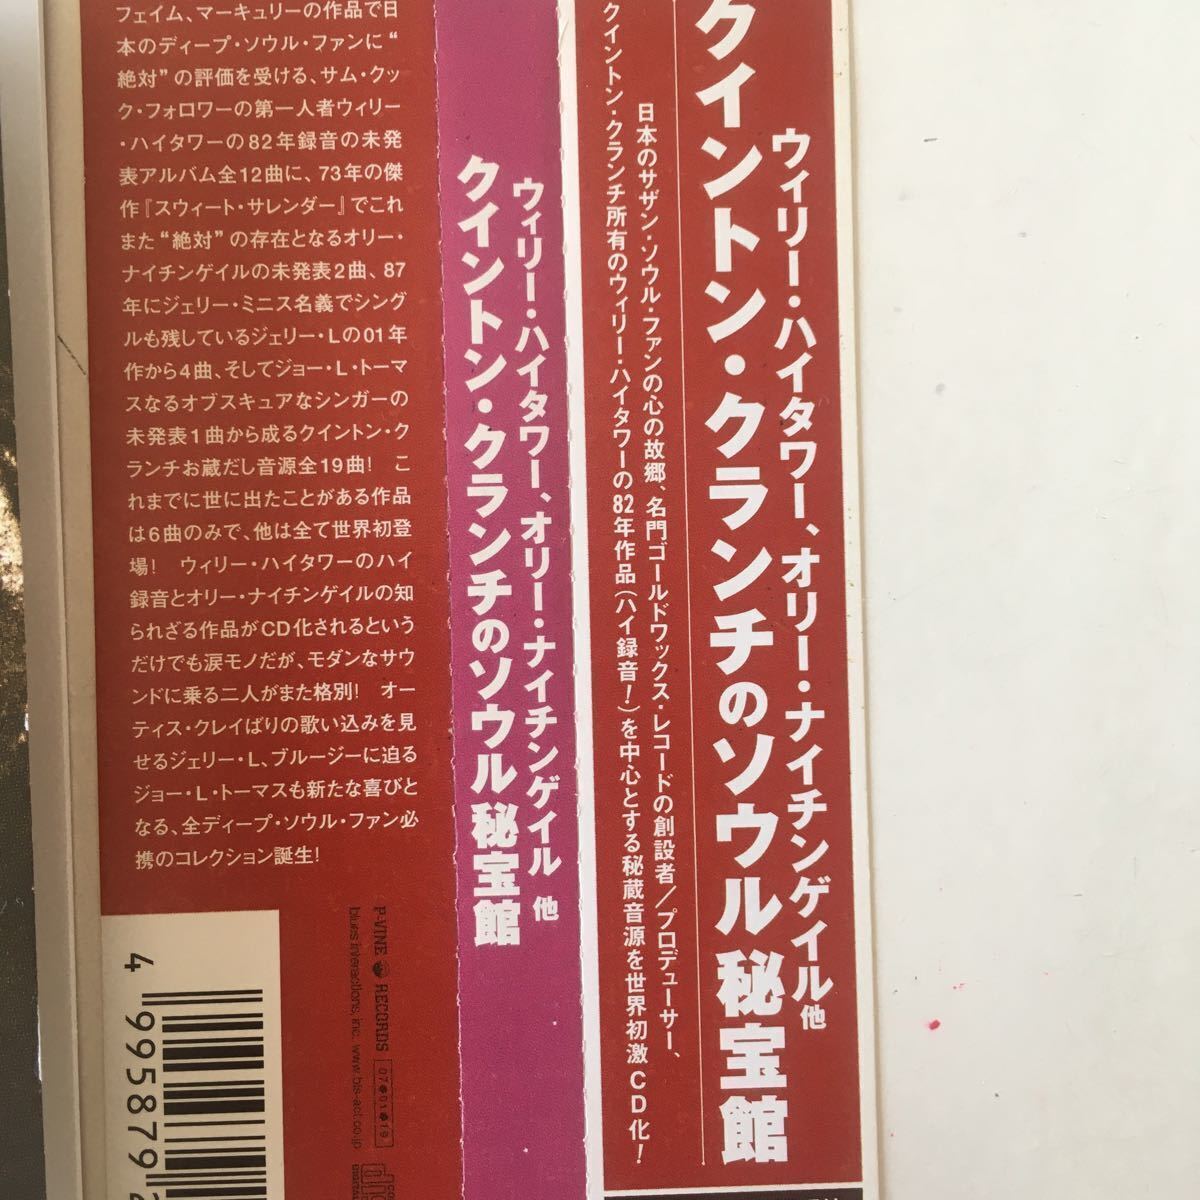 フェイム、マーキュリーの作品で日
本のディープ・ソウル・ファンに“
絶対”の評価を受ける、サム・クッ
ク・フォロワーの第一人者ウィリー
・ハイタワーの82年録音の未発
表アルバム全12曲に、73年の傑
作『スウィート・サレンダー』でこれ
また“絶対”の存在となるオリー・
ナイチンゲイルの未発表2曲、87
年にジェリー・ミニス名義でシング
ルも残しているジェリー・Lの01年
作から4曲、そしてジョー・L・トーマ
スなるオブスキュアなシンガーの
未発表1曲から成るクイントン・ク
ランチお蔵だし音源全19曲! こ
れまでに世に出たことがある作品
は6曲のみで、他は全て世界初登
場! ウィリー・ハイタワーのハイ
録音とオリー・ナイチンゲイルの知
られざる作品がCD化されるという
だけでも涙モノだが、モダンなサウ
ンドに乗る二人がまた格別! オー
ティス・クレイばりの歌い込みを見
せるジェリー・L、ブルージーに迫る
ジョー・L・トーマスも新たな喜びと
なる、全ディープ・ソウル・ファン必
携のコレクション誕生!
P-VINE RECORDS
blues interactions, inc. www.bls-act.co.jp
07●01●19
4 995879 2
ウィリー・ハイタワー、オリー・ナイチンゲイル 他
クイントン・クランチのソウル秘宝館
ウィリー・ハイタワー、オリー・ナイチンゲイル他
クイントン・クランチのソウル秘宝館
日本のサザン・ソウル・ファンの心の故郷、名門ゴールドワックス・レコードの創設者/プロデューサー、
クイントン・クランチ所有のウィリー・ハイタワーの82年作品(ハイ録音!)を中心とする秘蔵音源を世界初激CD化!